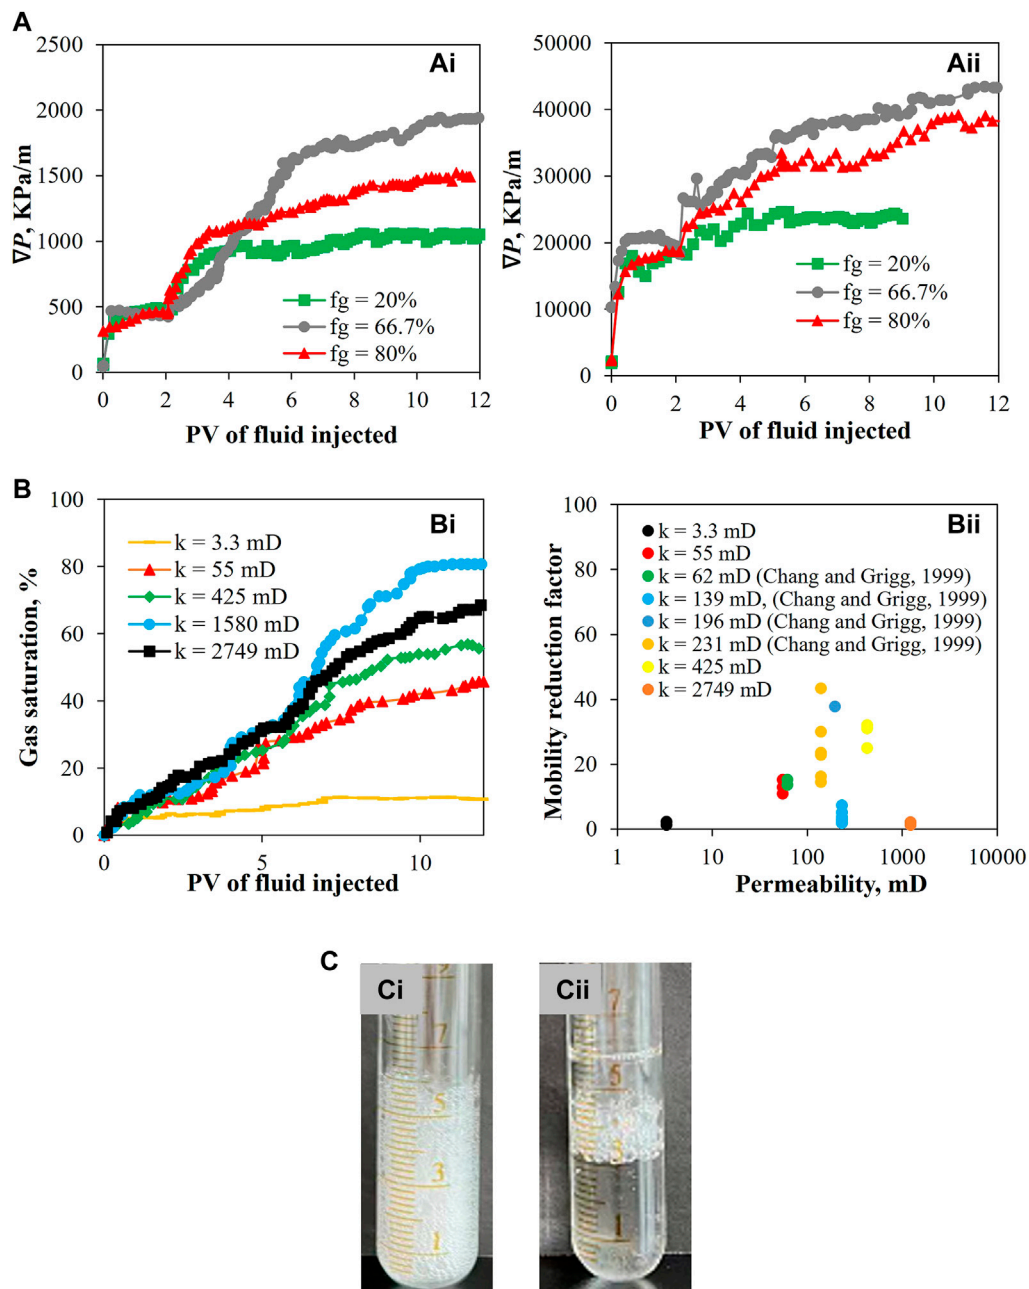 A
Ai
2500
2000
1500
1000
500
0
∇P, KPa/m
fg = 20%
fg = 66.7%
fg = 80%
0 2 4 6 8 10 12
PV of fluid injected
Aii
50000
40000
30000
20000
10000
0
∇P, KPa/m
fg = 20%
fg = 66.7%
fg = 80%
0 2 4 6 8 10 12
PV of fluid injected
B
Bi
100
80
60
40
20
0
Gas saturation, %
k = 3.3 mD
k = 55 mD
k = 425 mD
k = 1580 mD
k = 2749 mD
0 5 10
PV of fluid injected
Bii
100
80
60
40
20
0
Mobility reduction factor
k = 3.3 mD
k = 55 mD
k = 62 mD (Chang and Grigg, 1999)
k = 139 mD, (Chang and Grigg, 1999)
k = 196 mD (Chang and Grigg, 1999)
k = 231 mD (Chang and Grigg, 1999)
k = 425 mD
k = 2749 mD
1 10 100 1000 10000
Permeability, mD
C
Ci
7
5
3
1
Cii
7
5
3
1